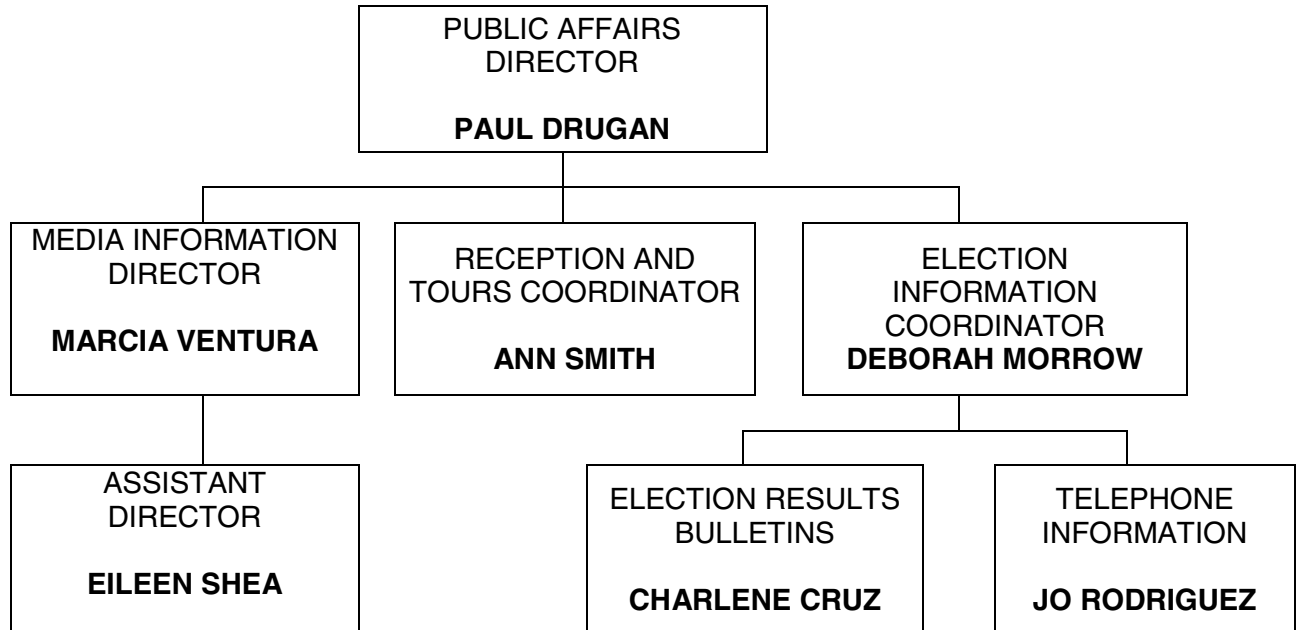 PUBLIC AFFAIRS
DIRECTOR
PAUL DRUGAN
MEDIA INFORMATION
DIRECTOR
MARCIA VENTURA
RECEPTION AND
TOURS COORDINATOR
ANN SMITH
ELECTION
INFORMATION
COORDINATOR
DEBORAH MORROW
ASSISTANT
DIRECTOR
EILEEN SHEA
ELECTION RESULTS
BULLETINS
CHARLENE CRUZ
TELEPHONE
INFORMATION
JO RODRIGUEZ